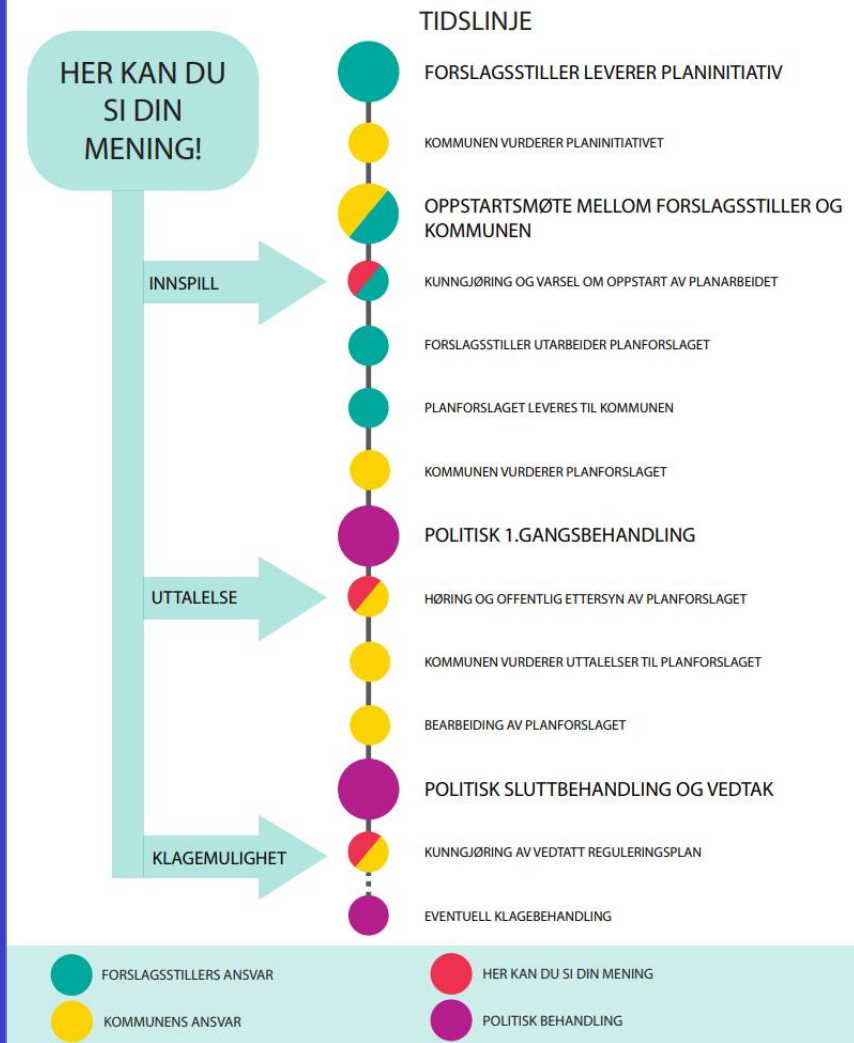 HER KAN DU
SI DIN
MENING!
TIDSLINJE
FORSLAGSSTILLER LEVERER PLANINITIATIV
KOMMUNEN VURDERER PLANINITIATIVET
OPPSTARTSMØTE MELLOM FORSLAGSSTILLER OG
KOMMUNEN
INNSPILL
KUNNGJØRING OG VARSEL OM OPPSTART AV PLANARBEIDET
FORSLAGSSTILLER UTARBEIDER PLANFORSLAGET
PLANFORSLAGET LEVERES TIL KOMMUNEN
KOMMUNEN VURDERER PLANFORSLAGET
POLITISK 1.GANGSBEHANDLING
UTTALELSE
HØRING OG OFFENTLIG ETTERSYN AV PLANFORSLAGET
KOMMUNEN VURDERER UTTALELSER TIL PLANFORSLAGET
BEARBEIDING AV PLANFORSLAGET
POLITISK SLUTTBEHANDLING OG VEDTAK
KLAGEMULIGHET
KUNNGJØRING AV VEDTATT REGULERINGSPLAN
EVENTUELL KLAGEBEHANDLING
FORSLAGSSTILLERS ANSVAR
HER KAN DU SI DIN MENING
KOMMUNENS ANSVAR
POLITISK BEHANDLING